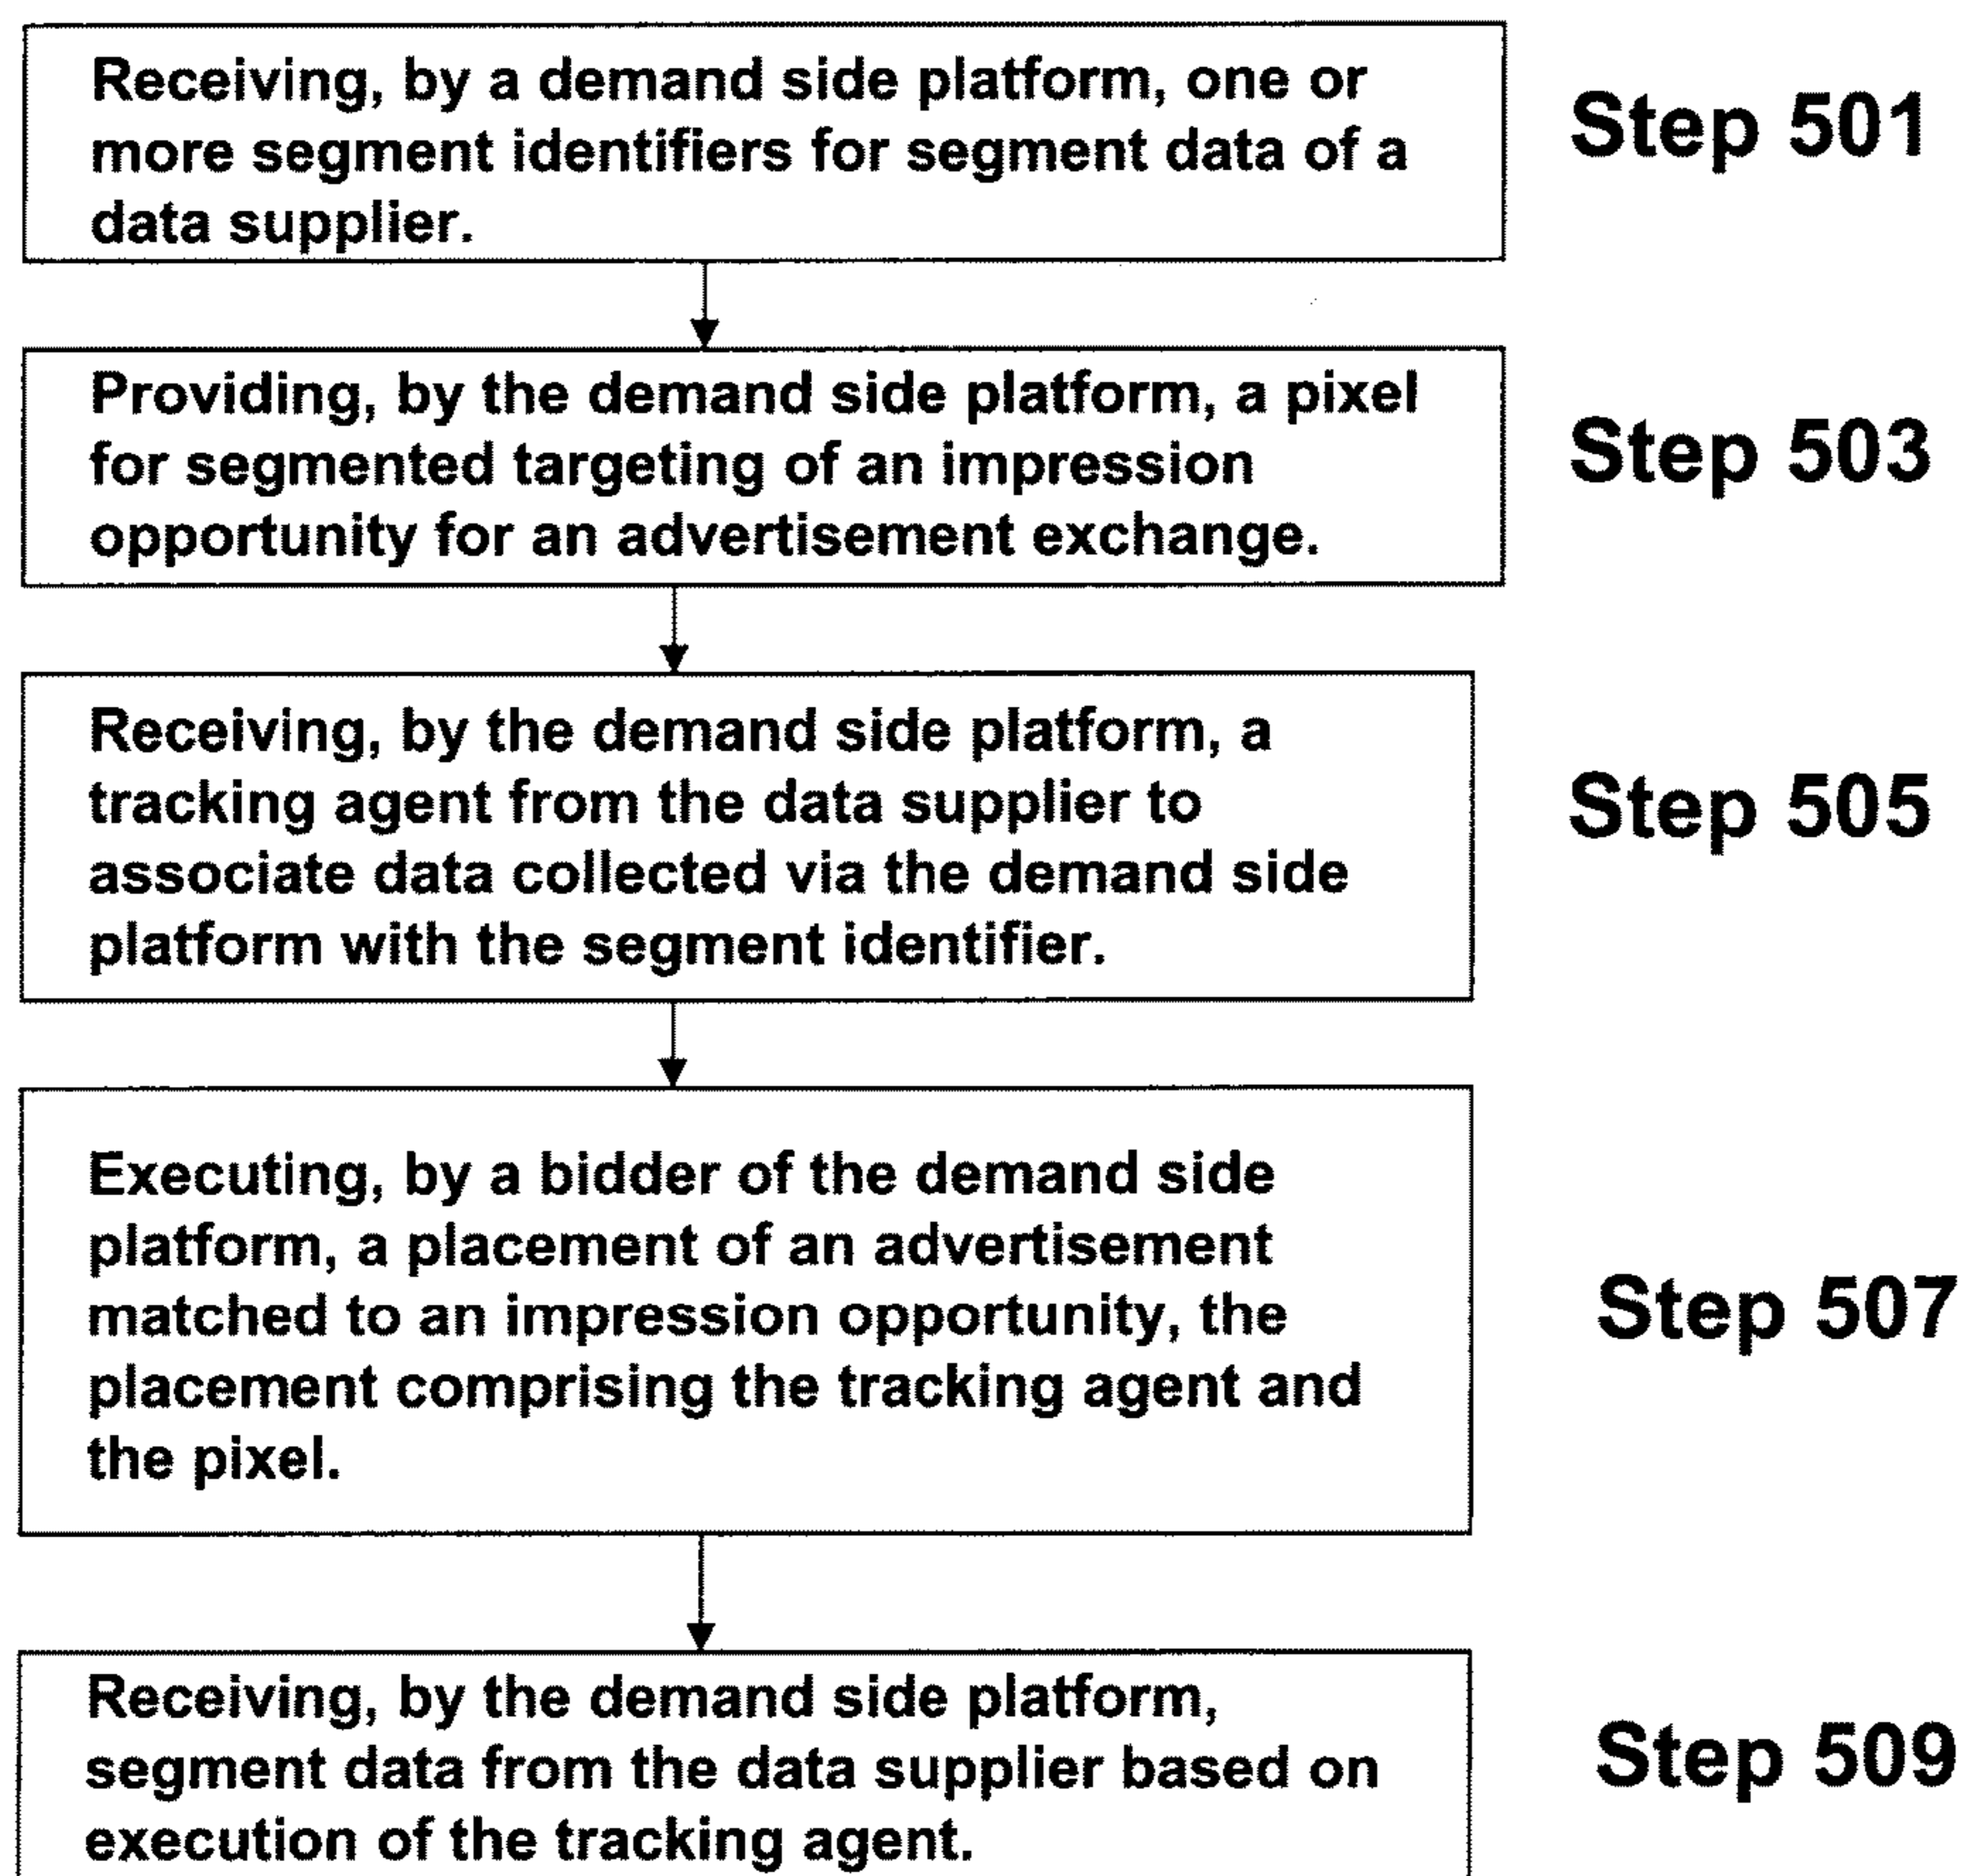 Receiving, by a demand side platform, one or
more segment identifiers for segment data of a
data supplier.
Step 501
Providing, by the demand side platform, a pixel
for segmented targeting of an impression
opportunity for an advertisement exchange.
Step 503
Receiving, by the demand side platform, a
tracking agent from the data supplier to
associate data collected via the demand side
platform with the segment identifier.
Step 505
Executing, by a bidder of the demand side
platform, a placement of an advertisement
matched to an impression opportunity, the
placement comprising the tracking agent and
the pixel.
Step 507
Receiving, by the demand side platform,
segment data from the data supplier based on
execution of the tracking agent.
Step 509